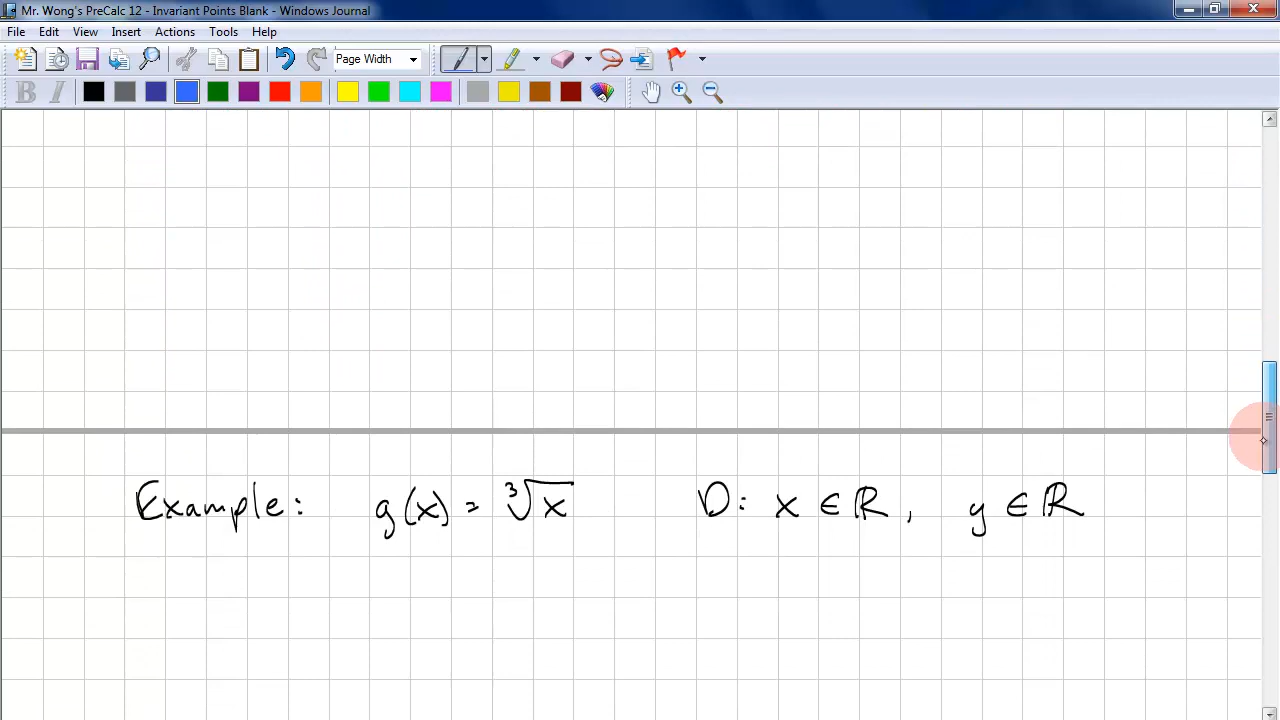 Mr. Wong's PreCalc 12 - Invariant Points Blank - Windows Journal
File Edit View Insert Actions Tools Help
Page Width
B I
Example: g(x) = ∛x D: x ∈ ℝ, y ∈ ℝ